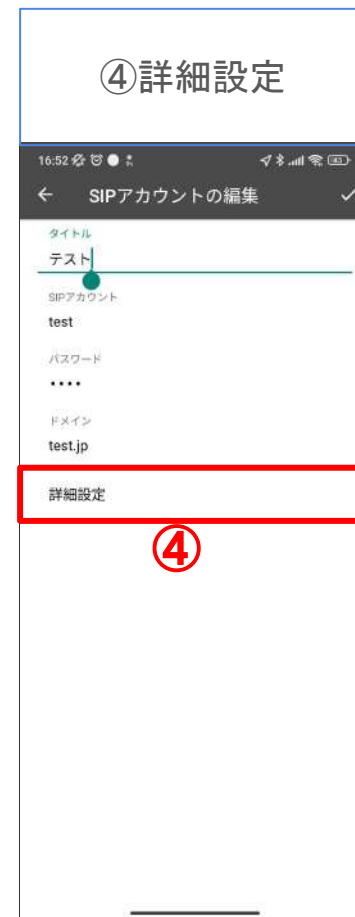 ④詳細設定
16:52
← SIPアカウントの編集 ✓
タイトル
テスト
SIPアカウント
test
パスワード
••••
ドメイン
test.jp
詳細設定
④